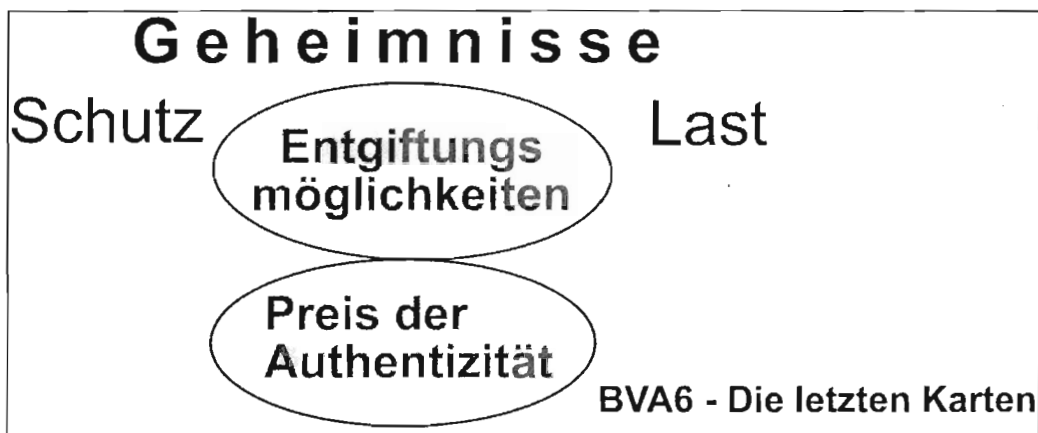 Geheimnisse
Schutz
Last
Entgiftungs
möglichkeiten
Preis der
Authentizität
BVA6 - Die letzten Karten